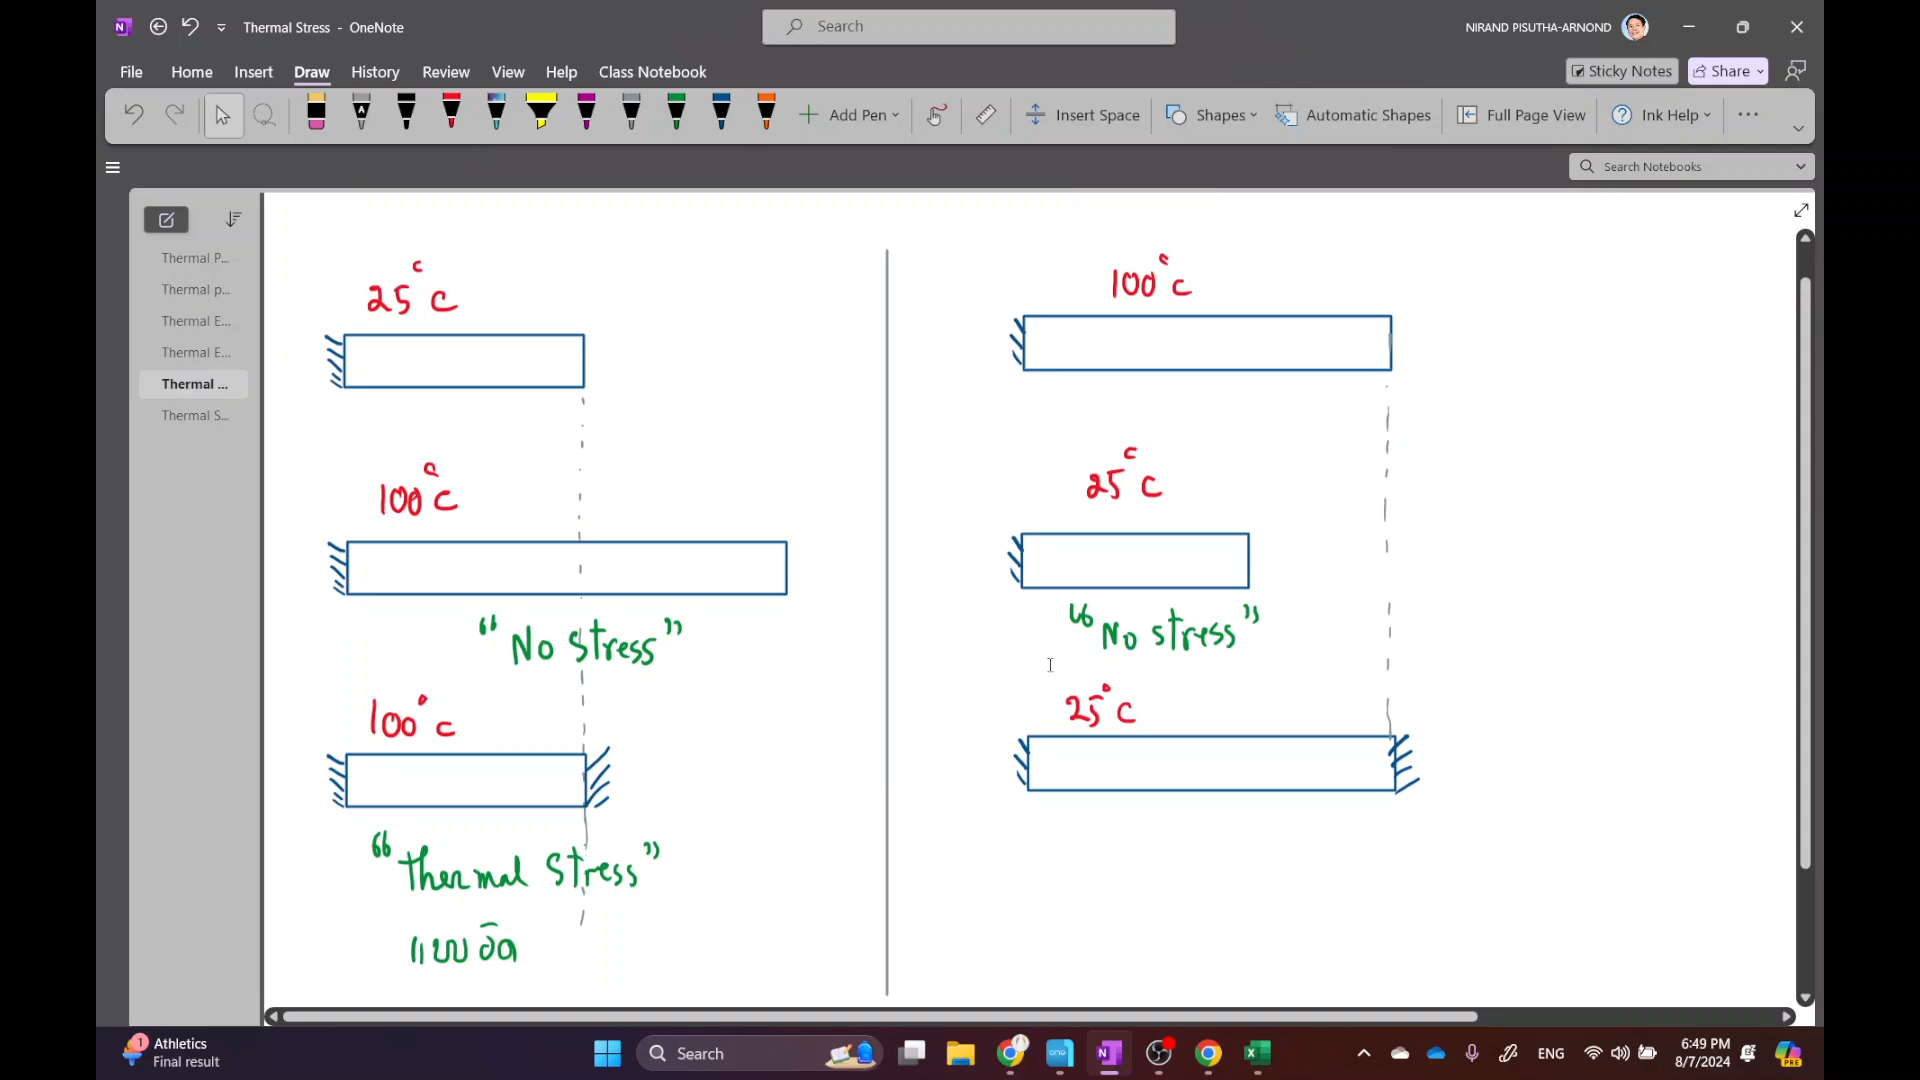 Thermal Stress - OneNote
Search
NIRAND PISUTHA-ARNOND
File Home Insert Draw History Review View Help Class Notebook
Sticky Notes
Share
Add Pen
Insert Space
Shapes
Automatic Shapes
Full Page View
Ink Help
Search Notebooks
Thermal P...
Thermal p...
Thermal E...
Thermal E...
Thermal ...
Thermal S...
25°C
100°C
"No Stress"
100°C
"Thermal Stress"
แบบอัด
100°C
25°C
"No stress"
25°C
1
Athletics
Final result
Search
ENG
6:49 PM
8/7/2024